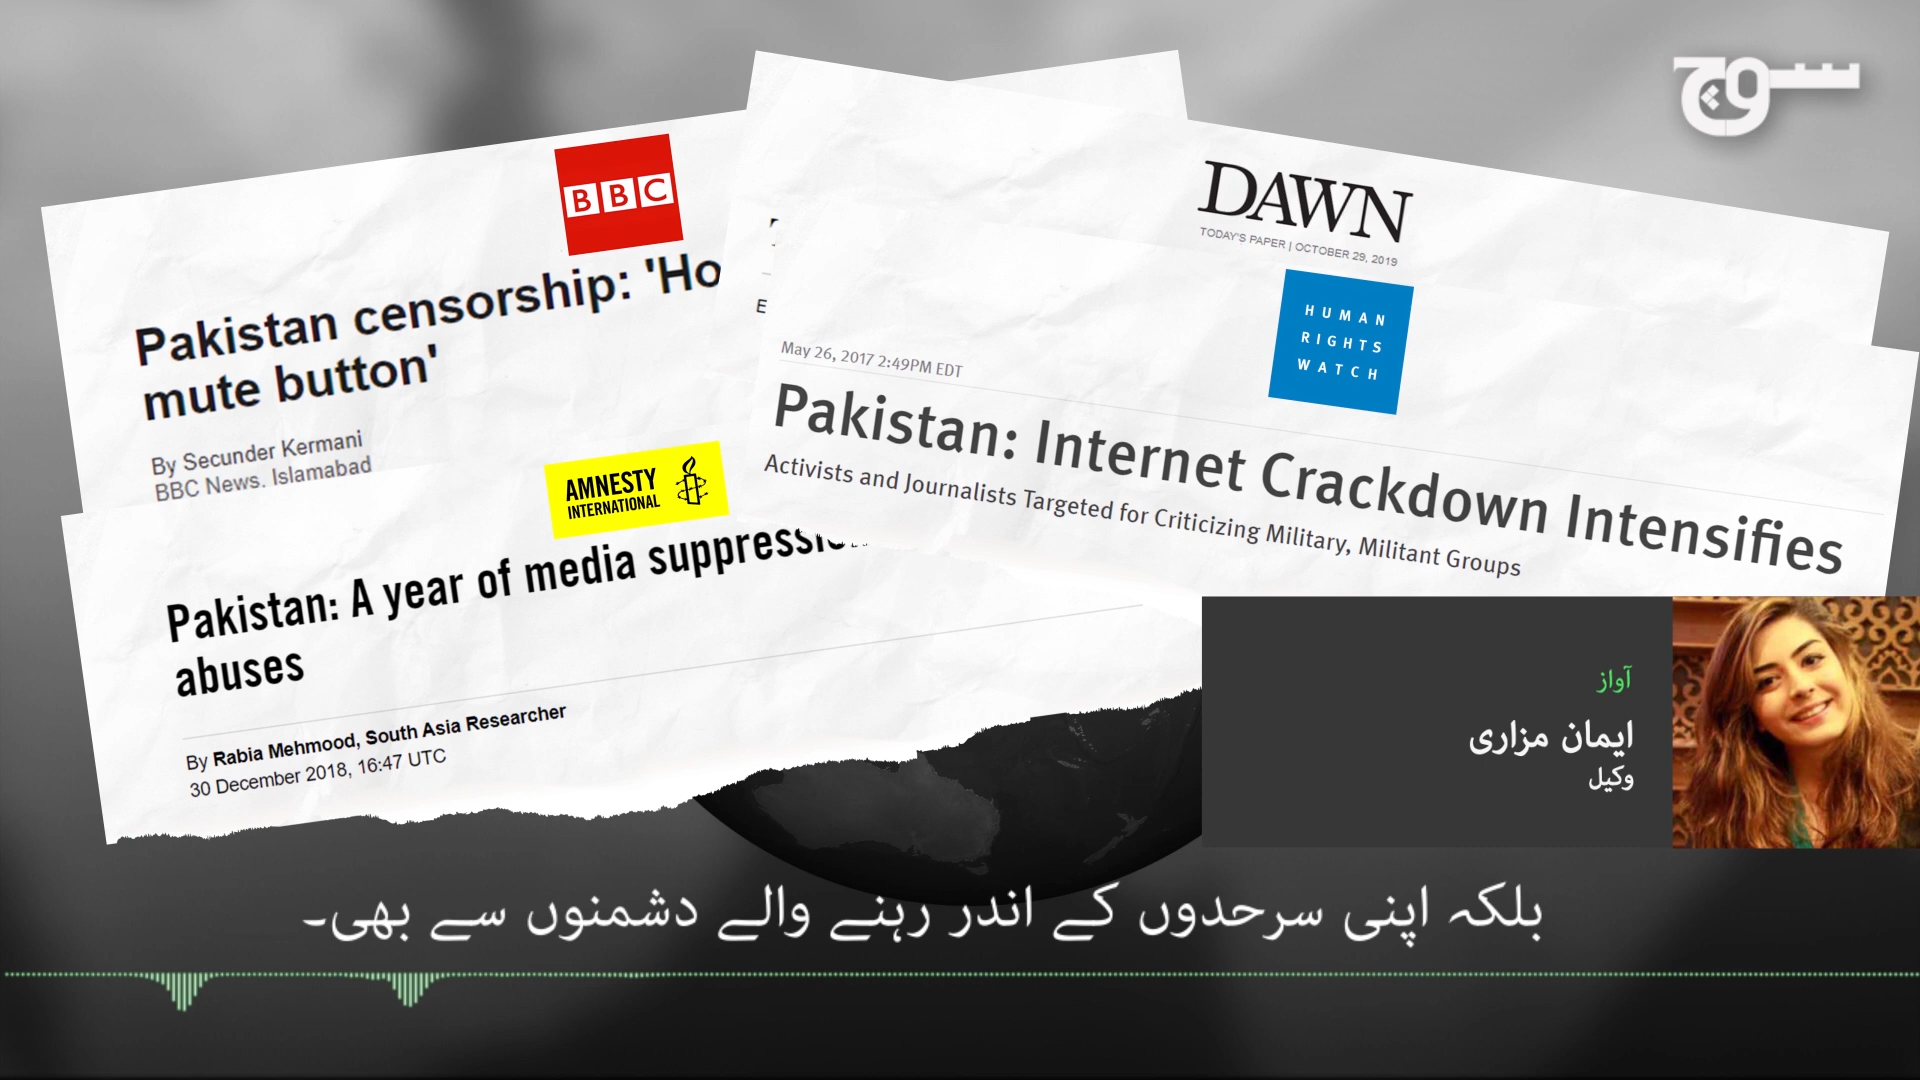 سوچ
BBC
Pakistan censorship: 'Ho
mute button'
By Secunder Kermani
BBC News. Islamabad
AMNESTY
INTERNATIONAL
Pakistan: A year of media
abuses
By Rabia Mehmood, South Asia Researcher
30 December 2018, 16:47 UTC
DAWN
TODAY'S PAPER | OCTOBER 29, 2019
E
HUMAN
RIGHTS
WATCH
May 26, 2017 2:49PM EDT
Pakistan: Internet Crackdown Intensifies
Activists and Journalists Targeted for Criticizing Military, Militant Groups
آواز
ایمان مزاری
وکیل
بلکہ اپنی سرحدوں کے اندر رہنے والے دشمنوں سے بھی۔